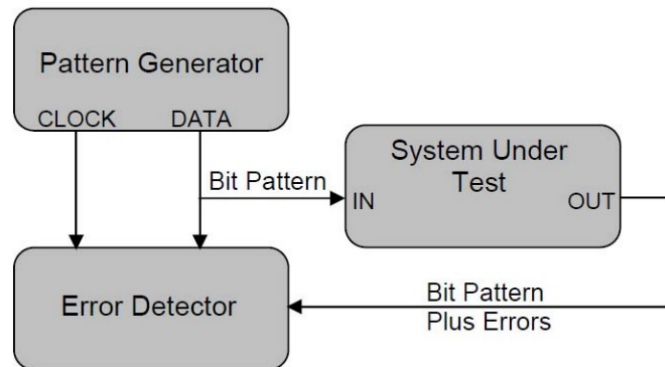 Pattern Generator
CLOCK DATA
System Under
Test
Bit Pattern
IN OUT
Error Detector
Bit Pattern
Plus Errors